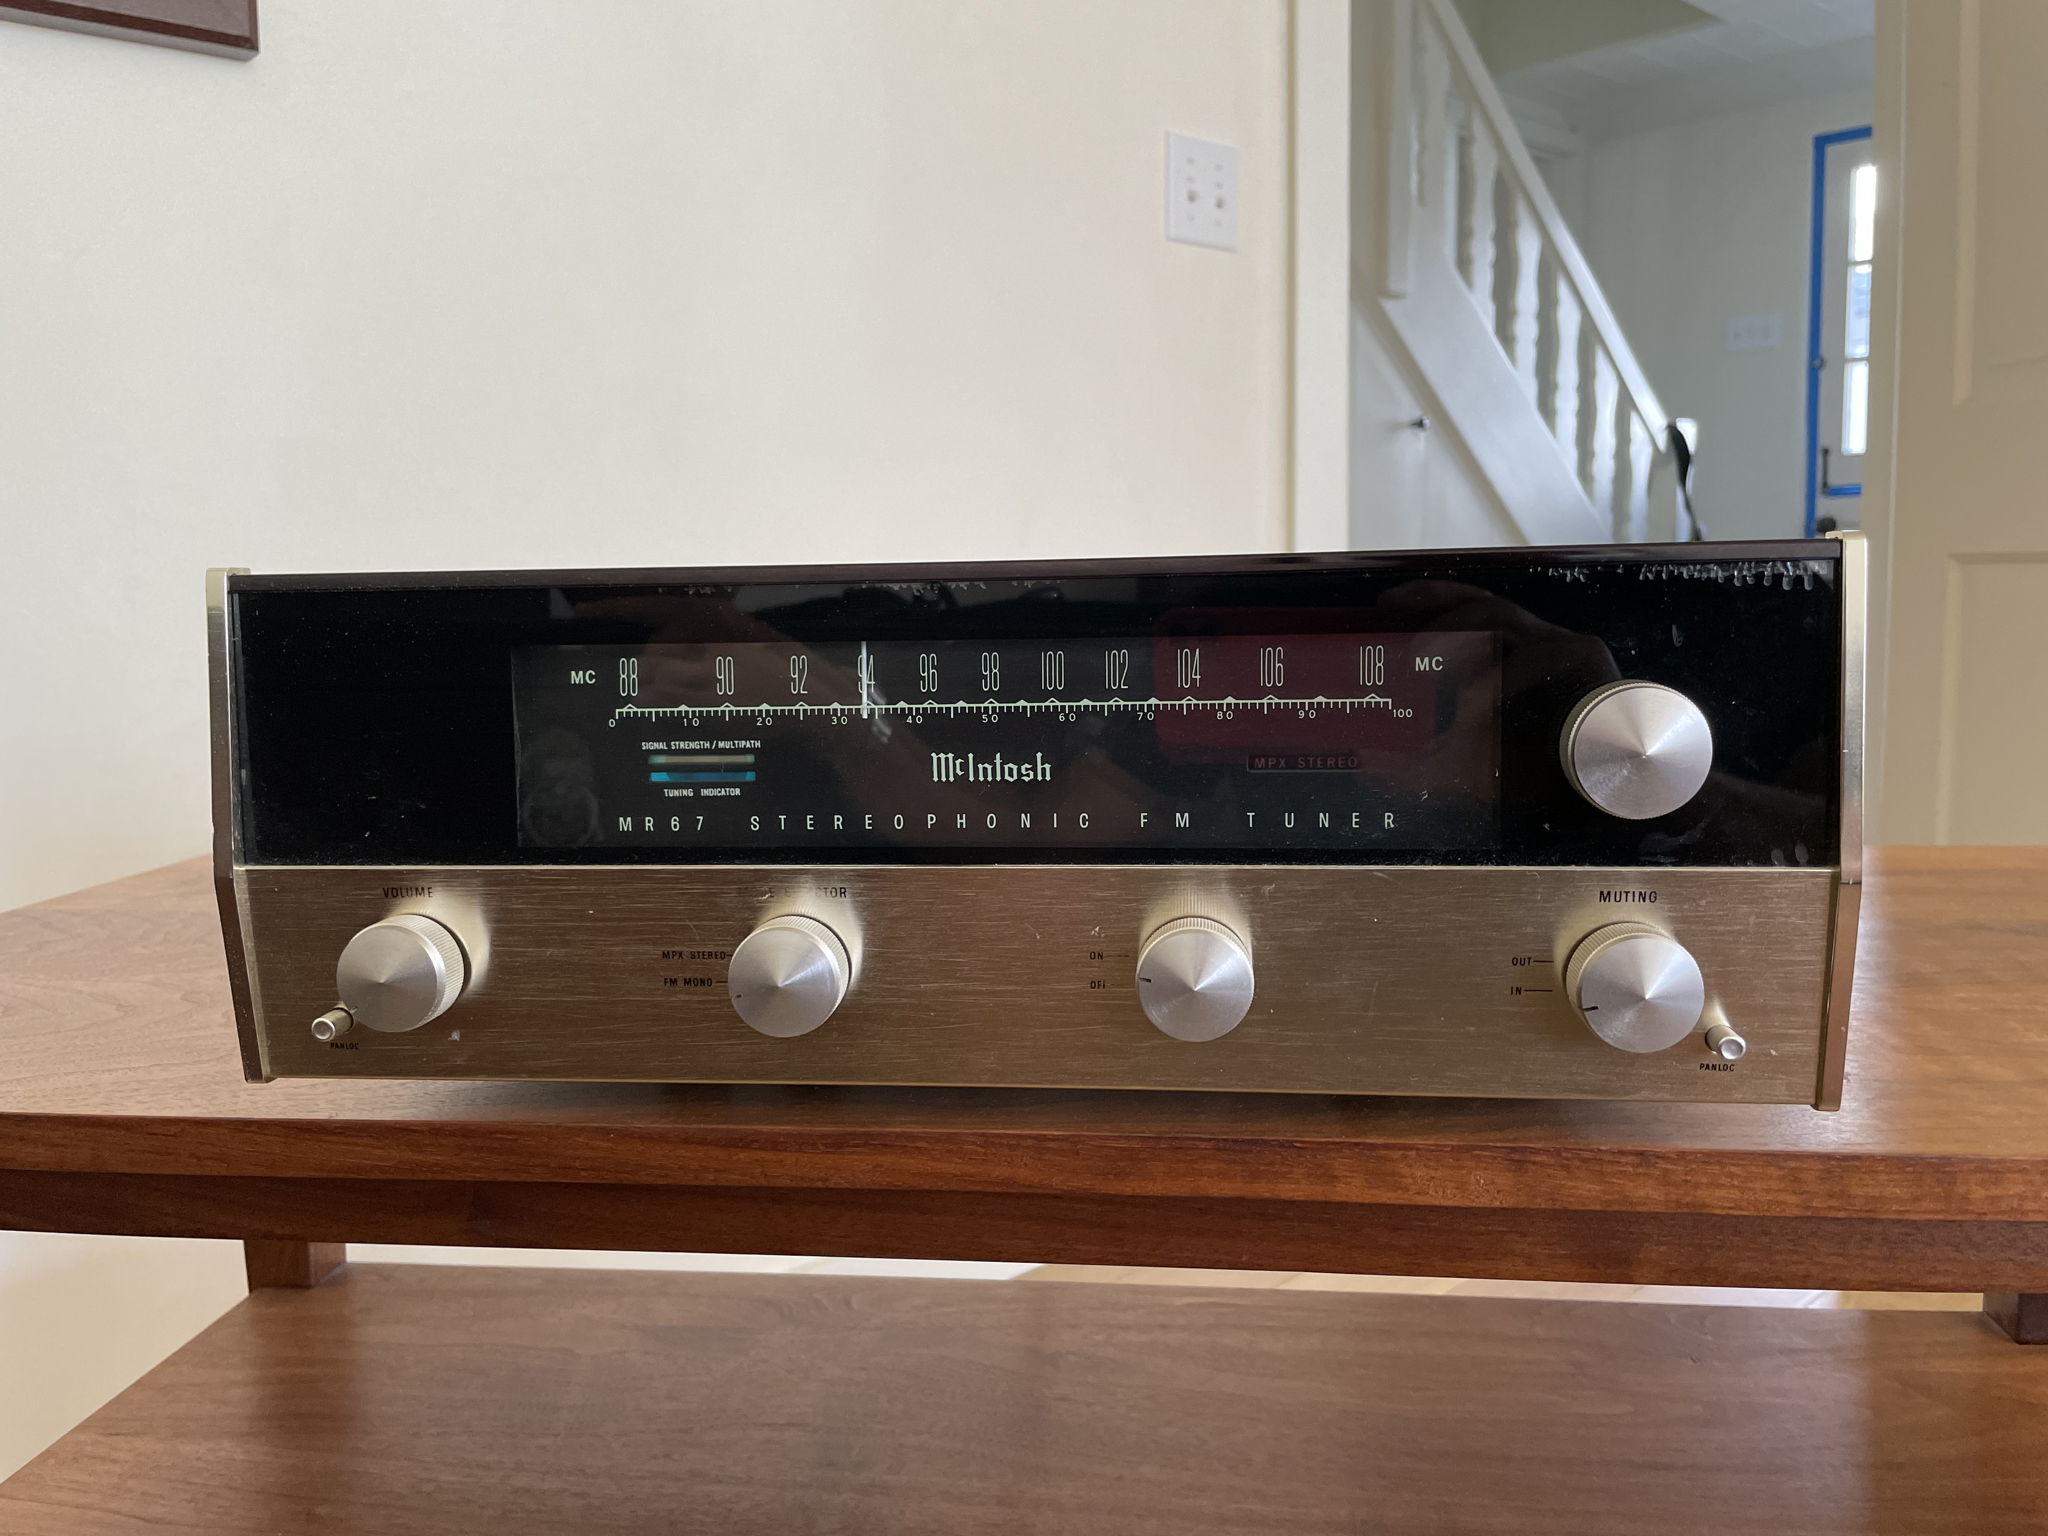 MC 88 90 92 94 96 98 100 102 104 106 108 MC
0 10 20 30 40 50 60 70 80 90 100
SIGNAL STRENGTH / MULTIPATH
McIntosh
MPX STEREO
TUNING INDICATOR
MR67 STEREOPHONIC FM TUNER
VOLUME
MUTING
MPX STEREO
FM MONO
ON
OUT
IN
PANLOC
PANLOC